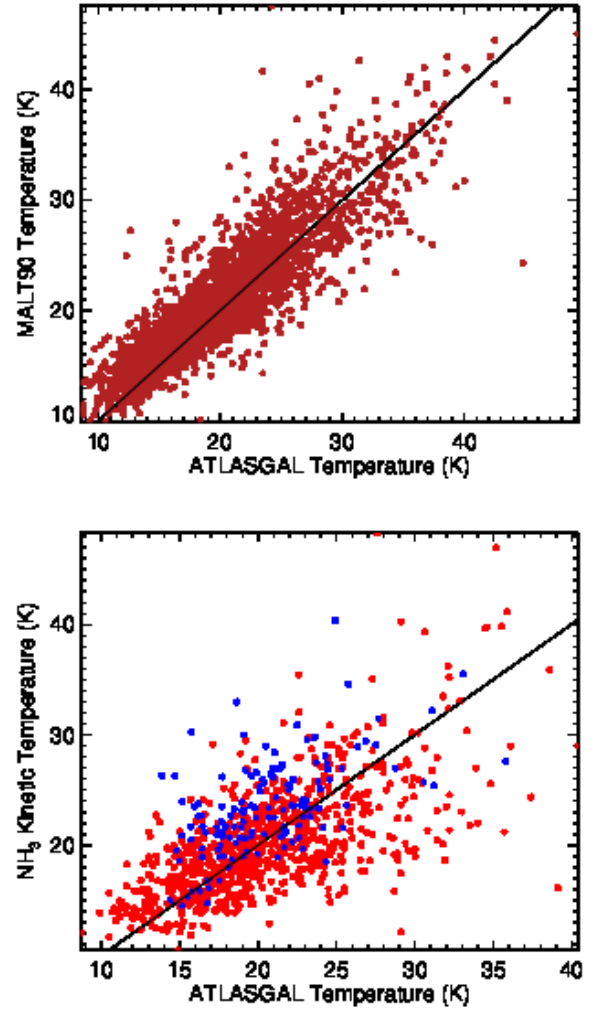 40
30
20
10
MALT90 Temperature (K)
10 20 30 40
ATLASGAL Temperature (K)
40
30
20
NH₃ Kinetic Temperature (K)
10 15 20 25 30 35 40
ATLASGAL Temperature (K)